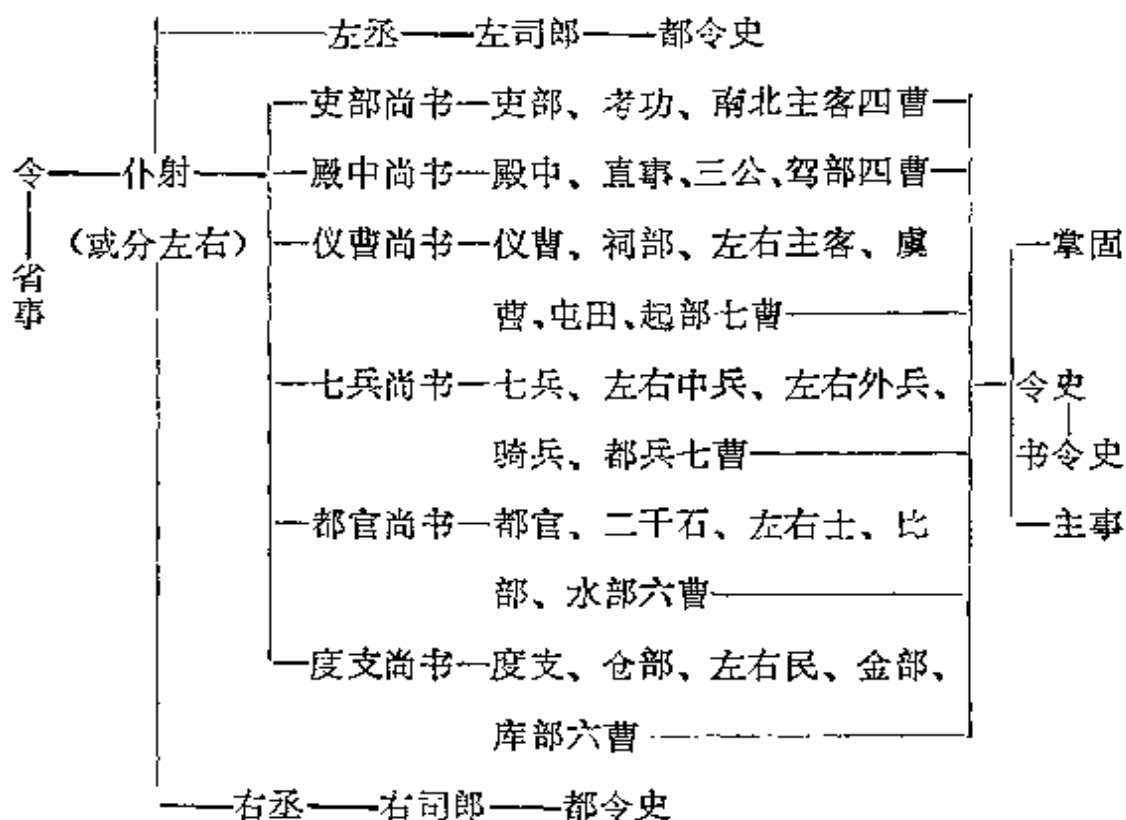 左丞——左司郎——都令史
吏部尚书—吏部、考功、南北主客四曹
令——仆射——殿中尚书—殿中、直事、三公、驾部四曹
省事
（或分左右）
仪曹尚书—仪曹、祠部、左右主客、虞
曹、屯田、起部七曹
掌固
七兵尚书—七兵、左右中兵、左右外兵、
骑兵、都兵七曹
令史
书令史
都官尚书—都官、二千石、左右士、比
部、水部六曹
主事
度支尚书—度支、仓部、左右民、金部、
库部六曹
右丞——右司郎——都令史